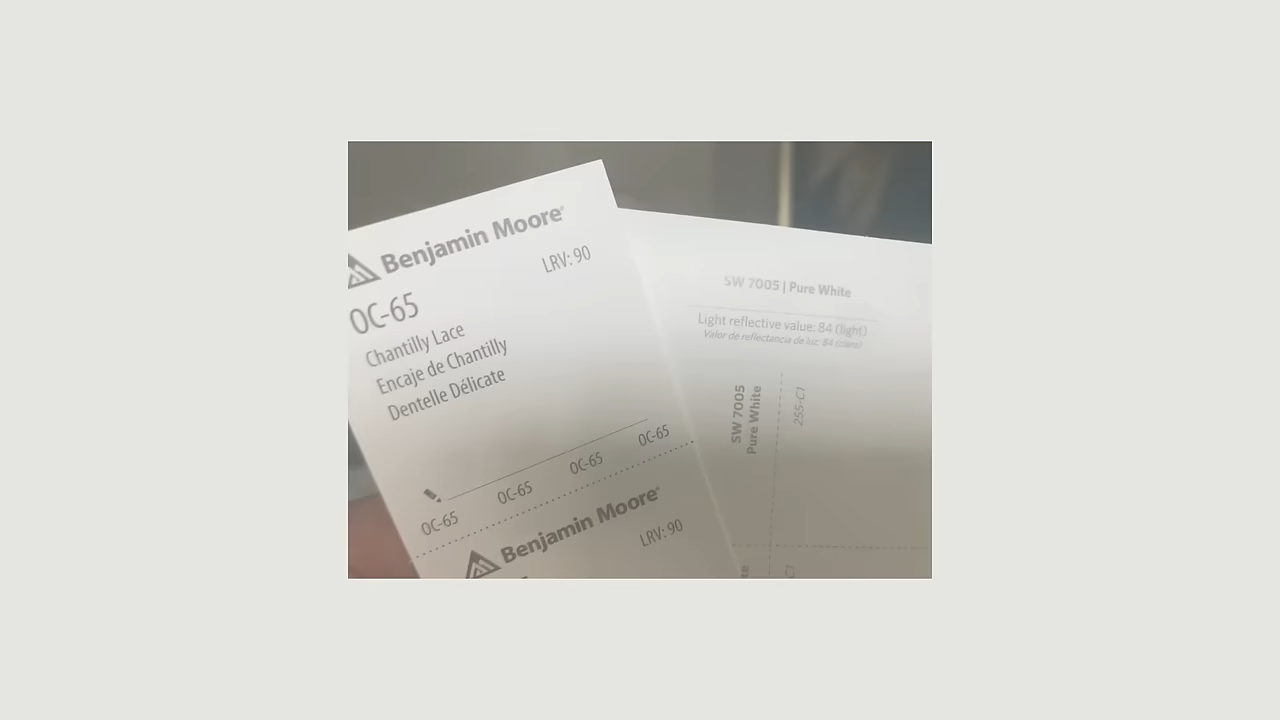 Benjamin Moore®
LRV: 90
OC-65
Chantilly Lace
Encaje de Chantilly
Dentelle Délicate
OC-65 OC-65 OC-65 OC-65
Benjamin Moore®
LRV: 90
SW 7005 | Pure White
Light reflective value: 84 (light)
Valor de reflectancia de luz: 84 (claro)
SW 7005
Pure White
255-C1
C1